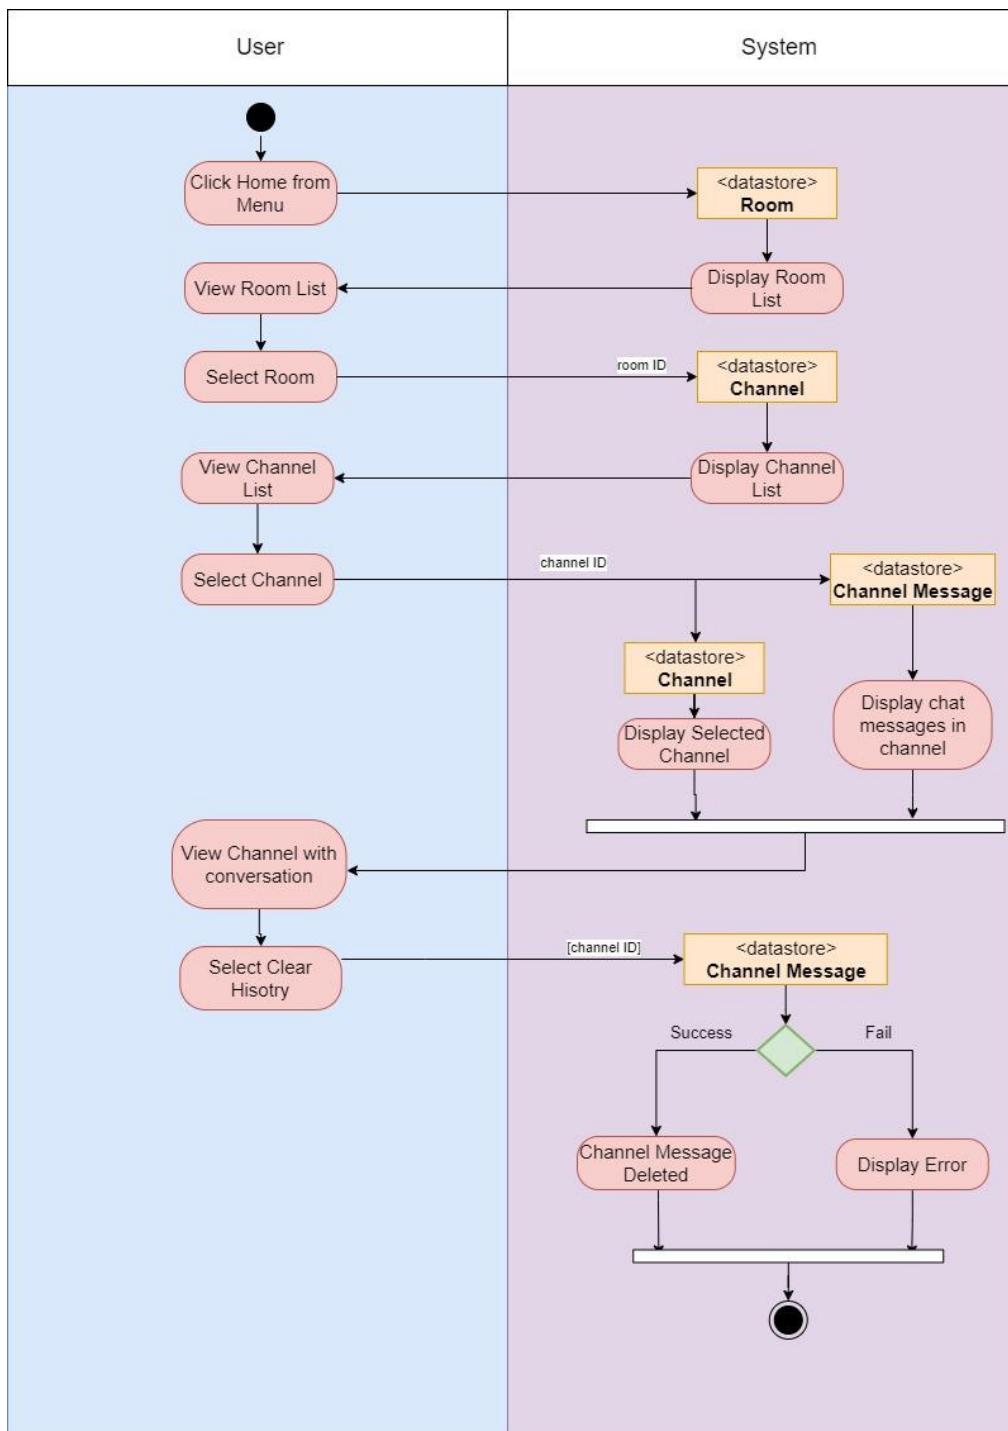 User
System
Click Home from
Menu
<datastore>
Room
View Room List
Display Room
List
Select Room
room ID
<datastore>
Channel
View Channel
List
Display Channel
List
Select Channel
channel ID
<datastore>
Channel Message
<datastore>
Channel
Display Selected
Channel
Display chat
messages in
channel
View Channel with
conversation
Select Clear
Hisotry
[channel ID]
<datastore>
Channel Message
Success
Fail
Channel Message
Deleted
Display Error